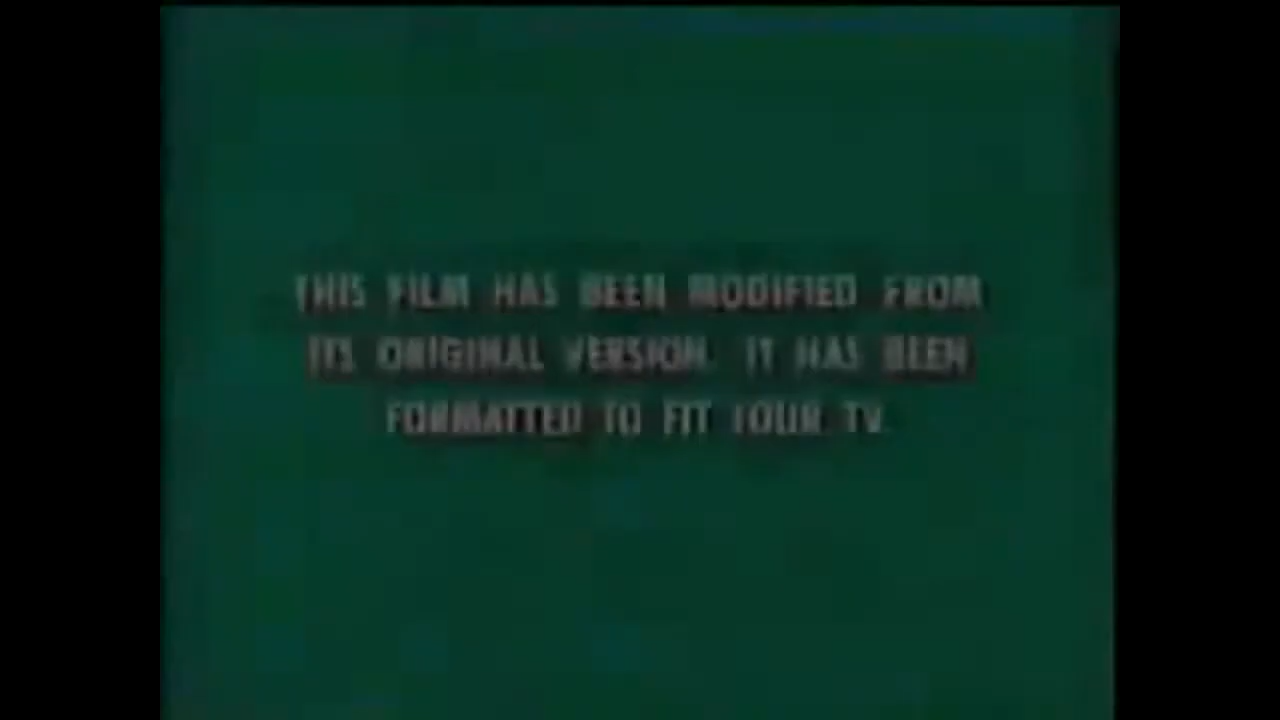 THIS FILM HAS BEEN MODIFIED FROM
ITS ORIGINAL VERSION. IT HAS BEEN
FORMATTED TO FIT YOUR TV.